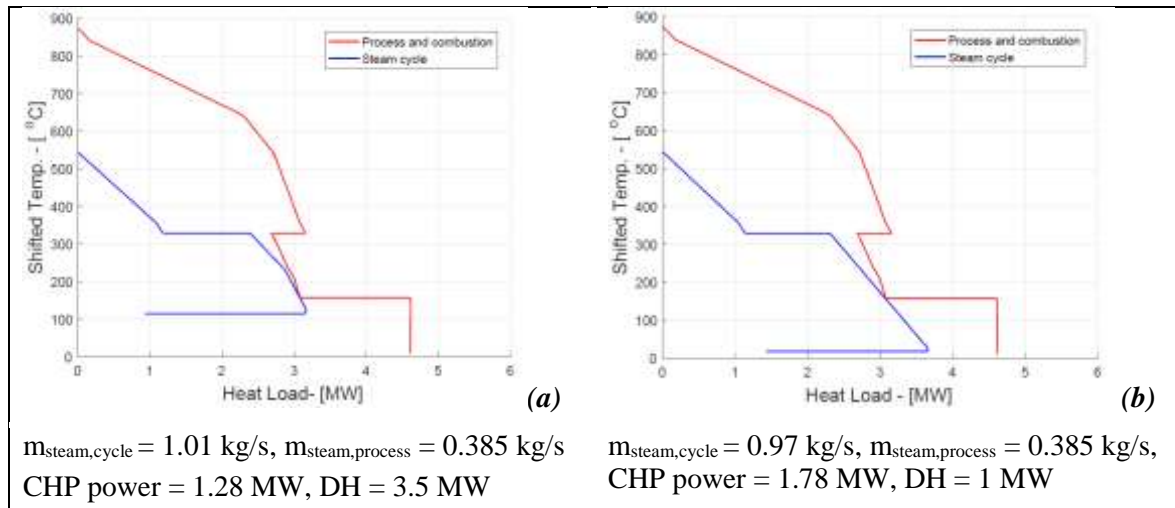 900
800
700
600
500
400
300
200
100
0
0 1 2 3 4 5 6
Shifted Temp. - [ °C]
Heat Load- [MW]
Process and combustion
Steam cycle
(a)
900
800
700
600
500
400
300
200
100
0
0 1 2 3 4 5 6
Shifted Temp. - [ °C]
Heat Load - [MW]
Process and combustion
Steam cycle
(b)
msteam,cycle = 1.01 kg/s, msteam,process = 0.385 kg/s
CHP power = 1.28 MW, DH = 3.5 MW
msteam,cycle = 0.97 kg/s, msteam,process = 0.385 kg/s,
CHP power = 1.78 MW, DH = 1 MW